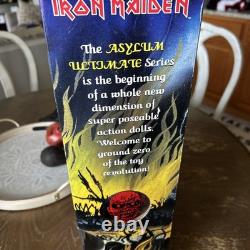 IRON MAIDEN
The ASYLUM
ULTIMATE Series
is the beginning
of a whole new
dimension of
super poseable
action dolls.
Welcome to
ground zero
of the toy
revolution!
ebay